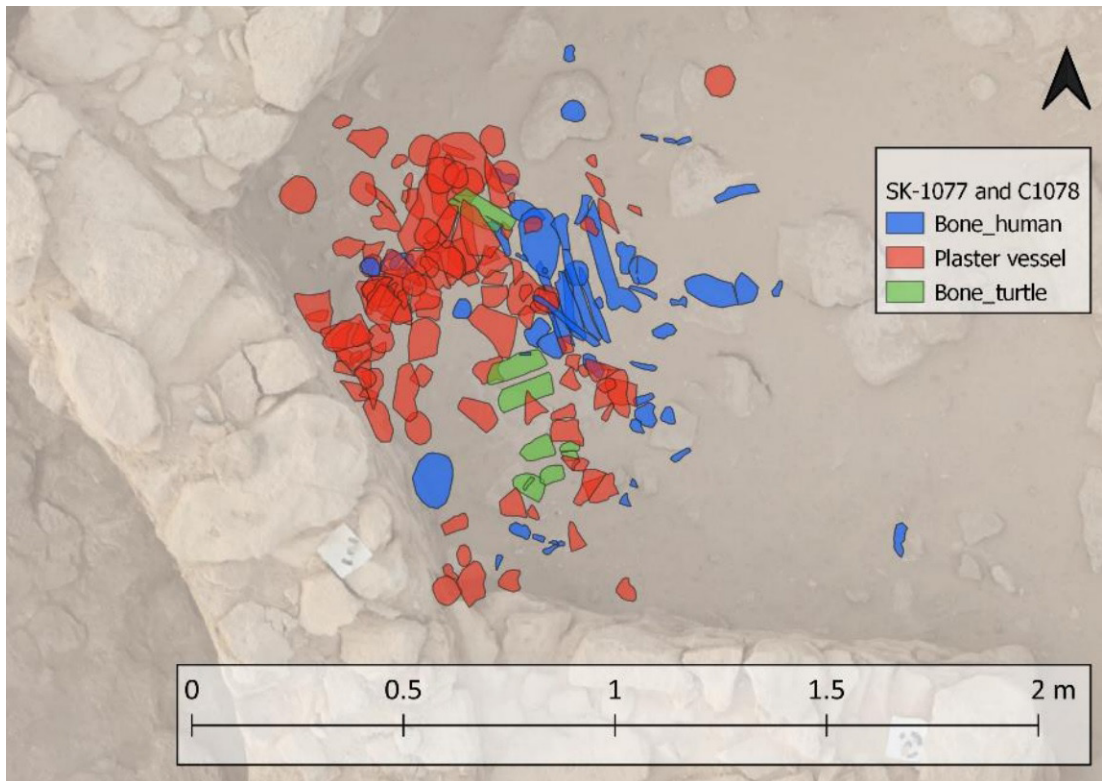 SK-1077 and C1078
Bone_human
Plaster vessel
Bone_turtle
0 0.5 1 1.5 2 m